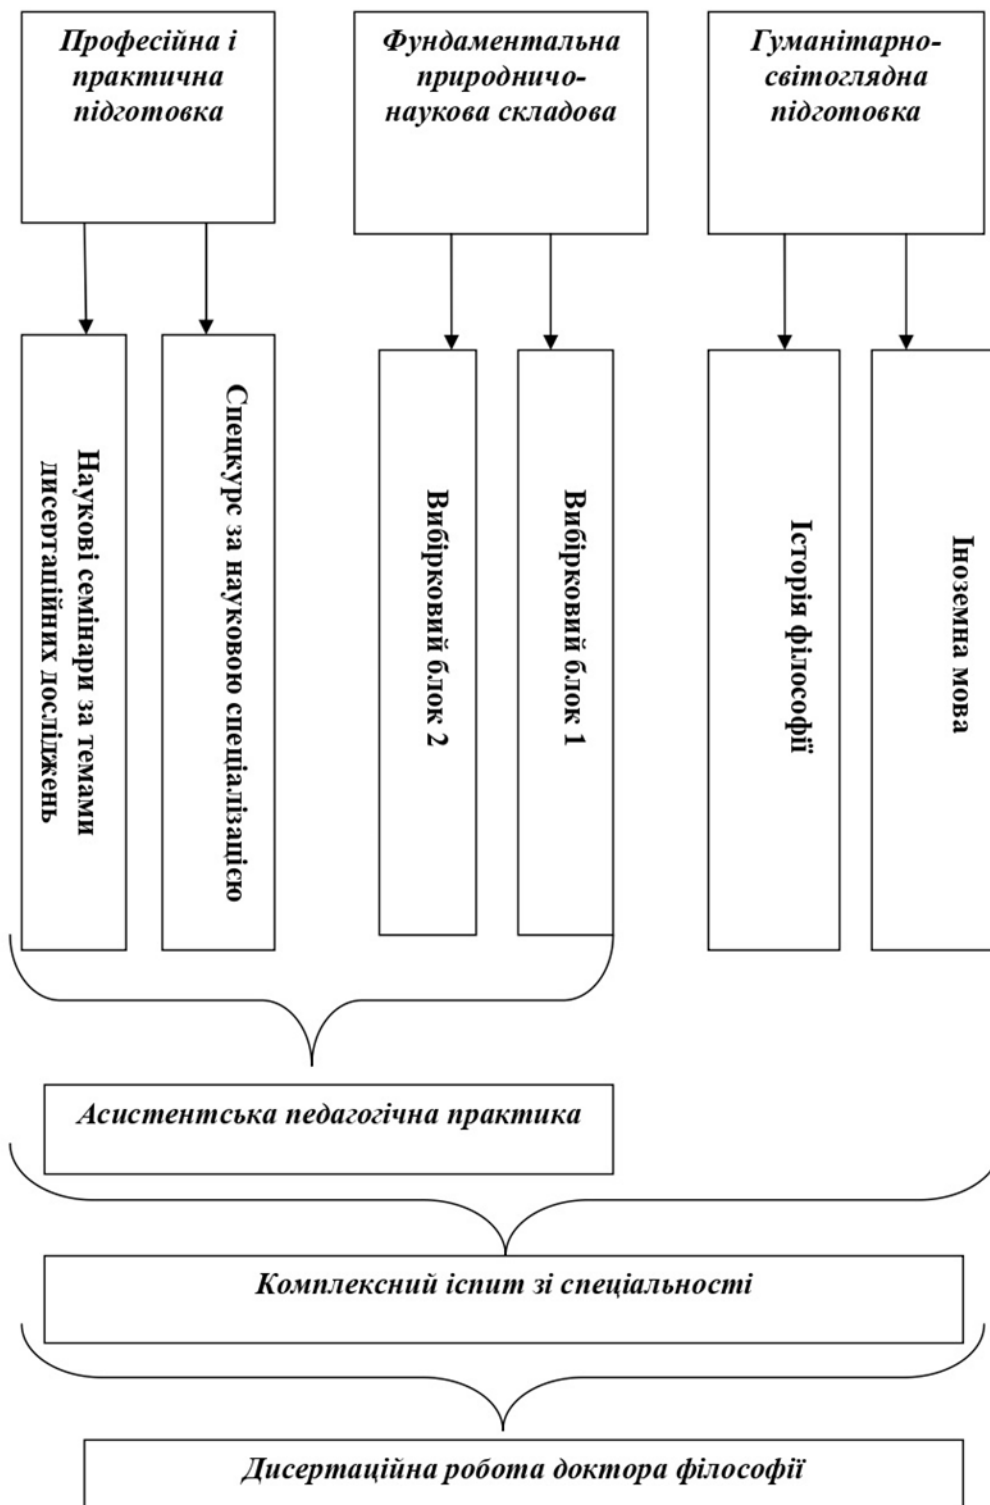 Професійна і
практична
підготовка
Фундаментальна
природничо-
наукова складова
Гуманітарно-
світоглядна
підготовка
Наукові семінари за темами
дисертаційних досліджень
Спецкурс за науковою спеціалізацією
Вибірковий блок 2
Вибірковий блок 1
Історія філософії
Іноземна мова
Асистентська педагогічна практика
Комплексний іспит зі спеціальності
Дисертаційна робота доктора філософії